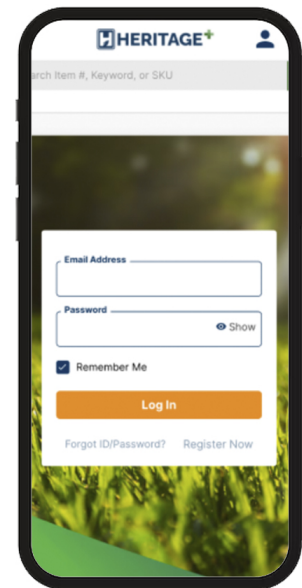 HERITAGE+
arch Item #, Keyword, or SKU
Email Address
Password
Show
Remember Me
Log In
Forgot ID/Password? Register Now